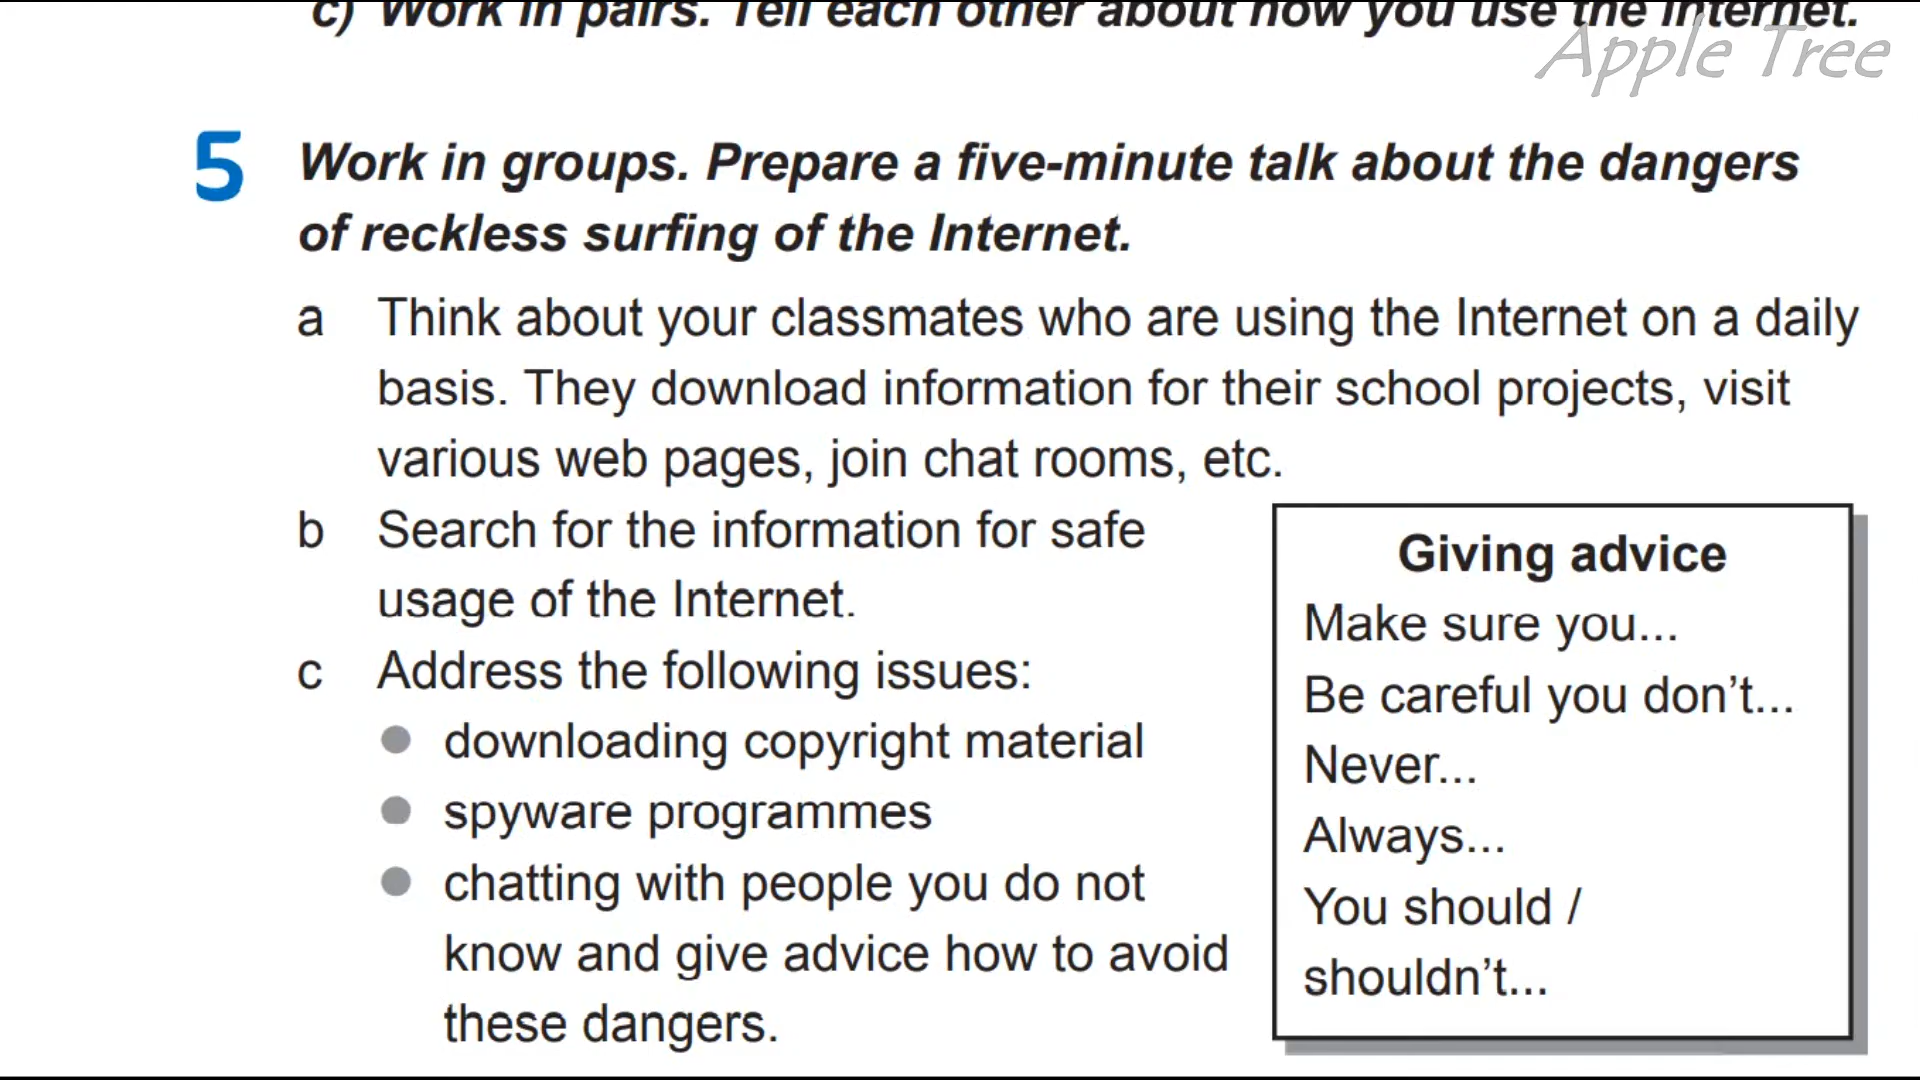 c) Work in pairs. Tell each other about how you use the Internet.
Apple Tree
5 Work in groups. Prepare a five-minute talk about the dangers
of reckless surfing of the Internet.
a Think about your classmates who are using the Internet on a daily
basis. They download information for their school projects, visit
various web pages, join chat rooms, etc.
b Search for the information for safe
usage of the Internet.
c Address the following issues:
● downloading copyright material
● spyware programmes
● chatting with people you do not
know and give advice how to avoid
these dangers.
Giving advice
Make sure you...
Be careful you don't...
Never...
Always...
You should /
shouldn't...